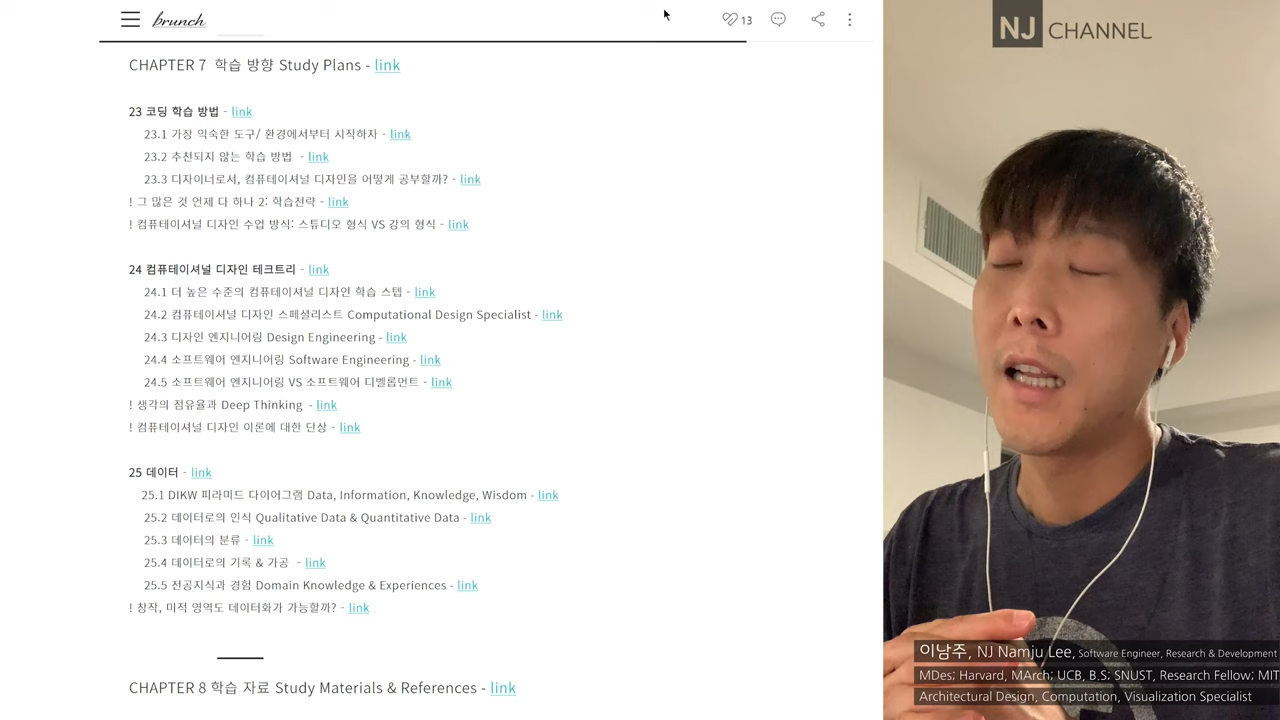 brunch
13
CHAPTER 7 학습 방향 Study Plans - link
23 코딩 학습 방법 - link
23.1 가장 익숙한 도구/ 환경에서부터 시작하자 - link
23.2 추천되지 않는 학습 방법 - link
23.3 디자이너로서, 컴퓨테이셔널 디자인을 어떻게 공부할까? - link
! 그 많은 것 언제 다 하나 2: 학습전략 - link
! 컴퓨테이셔널 디자인 수업 방식: 스튜디오 형식 VS 강의 형식 - link
24 컴퓨테이셔널 디자인 테크트리 - link
24.1 더 높은 수준의 컴퓨테이셔널 디자인 학습 스텝 - link
24.2 컴퓨테이셔널 디자인 스페셜리스트 Computational Design Specialist - link
24.3 디자인 엔지니어링 Design Engineering - link
24.4 소프트웨어 엔지니어링 Software Engineering - link
24.5 소프트웨어 엔지니어링 VS 소프트웨어 디벨롭먼트 - link
! 생각의 점유율과 Deep Thinking - link
! 컴퓨테이셔널 디자인 이론에 대한 단상 - link
25 데이터 - link
25.1 DIKW 피라미드 다이어그램 Data, Information, Knowledge, Wisdom - link
25.2 데이터로의 인식 Qualitative Data & Quantitative Data - link
25.3 데이터의 분류 - link
25.4 데이터로의 기록 & 가공 - link
25.5 전공지식과 경험 Domain Knowledge & Experiences - link
! 창작, 미적 영역도 데이터화가 가능할까? - link
CHAPTER 8 학습 자료 Study Materials & References - link
NJ CHANNEL
이남주, NJ Namju Lee, Software Engineer, Research & Development
MDes; Harvard, MArch; UCB, B.S; SNUST, Research Fellow; MIT
Architectural Design, Computation, Visualization Specialist